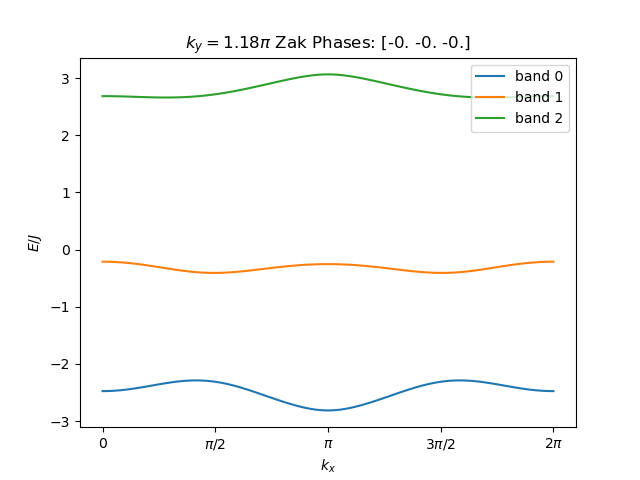 $k_y = 1.18\pi$ Zak Phases: [-0. -0. -0.]
band 0
band 1
band 2
3
2
1
0
−1
−2
−3
E/J
0
π/2
π
3π/2
2π
$k_x$